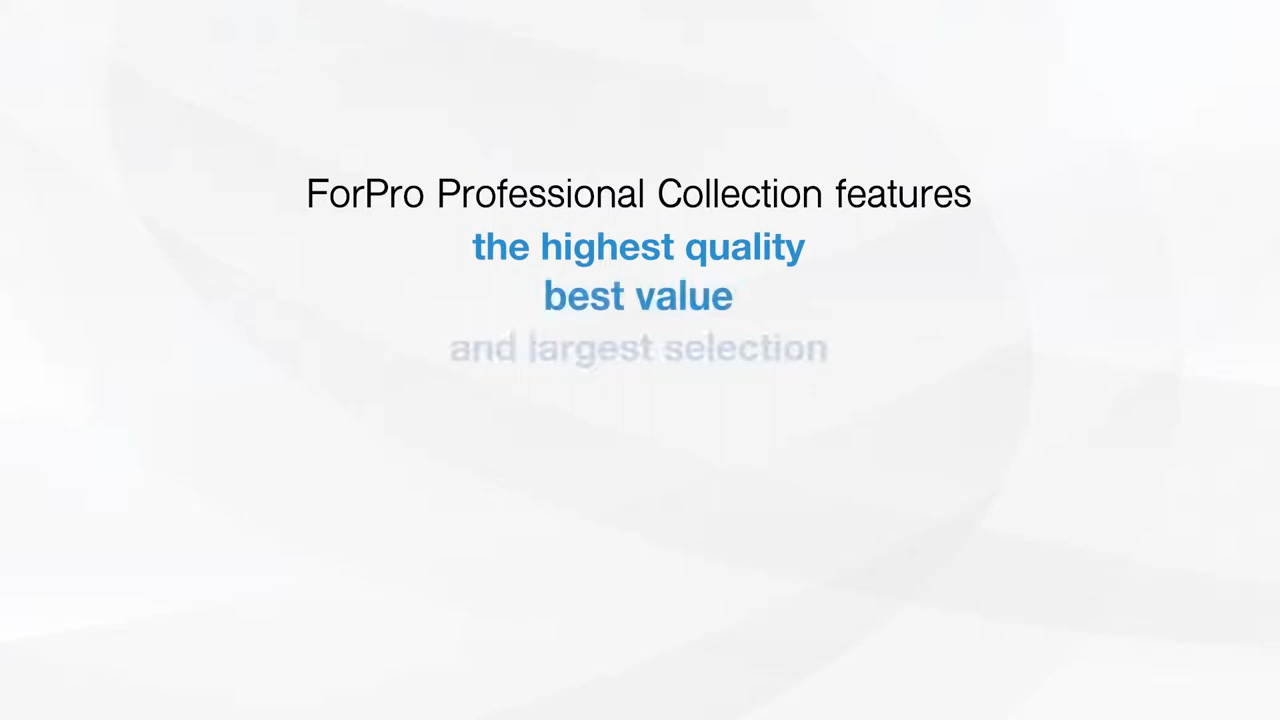 ForPro Professional Collection features
the highest quality
best value
and largest selection